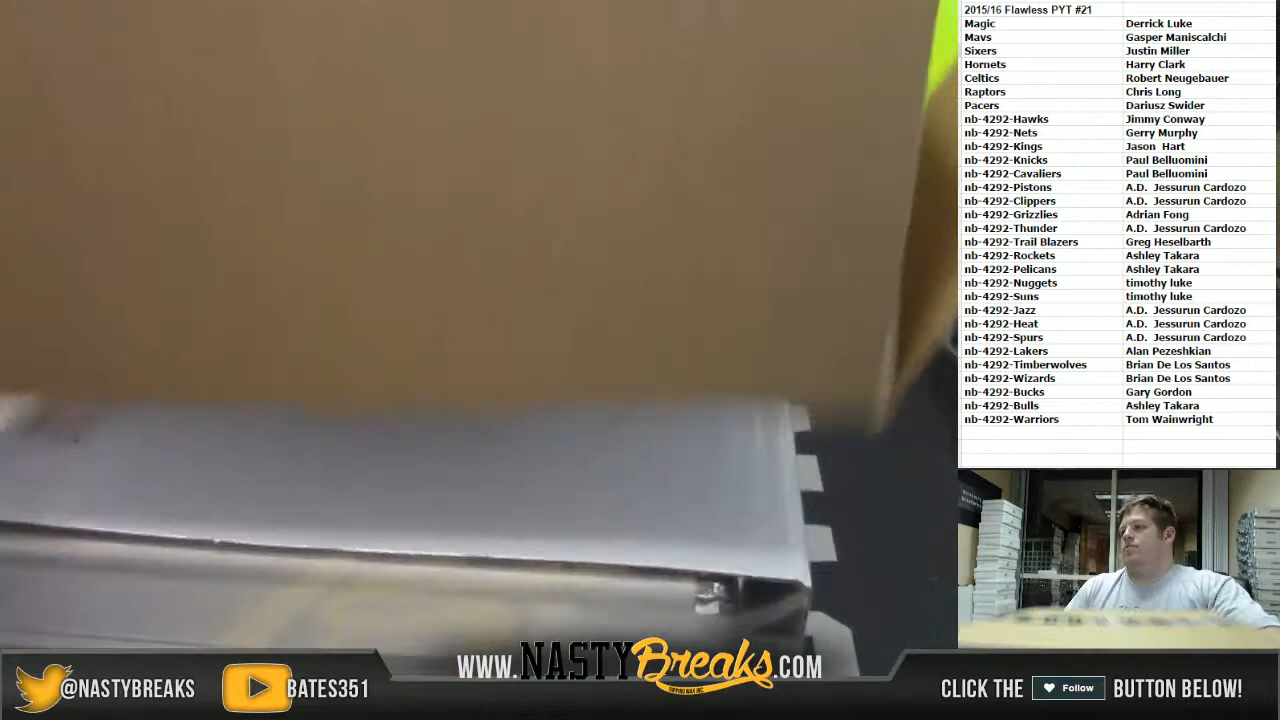 2015/16 Flawless PYT #21
Magic Derrick Luke
Mavs Gasper Maniscalchi
Sixers Justin Miller
Hornets Harry Clark
Celtics Robert Neugebauer
Raptors Chris Long
Pacers Dariusz Swider
nb-4292-Hawks Jimmy Conway
nb-4292-Nets Gerry Murphy
nb-4292-Kings Jason  Hart
nb-4292-Knicks Paul Belluomini
nb-4292-Cavaliers Paul Belluomini
nb-4292-Pistons A.D.  Jessurun Cardozo
nb-4292-Clippers A.D.  Jessurun Cardozo
nb-4292-Grizzlies Adrian Fong
nb-4292-Thunder A.D.  Jessurun Cardozo
nb-4292-Trail Blazers Greg Heselbarth
nb-4292-Rockets Ashley Takara
nb-4292-Pelicans Ashley Takara
nb-4292-Nuggets timothy luke
nb-4292-Suns timothy luke
nb-4292-Jazz A.D.  Jessurun Cardozo
nb-4292-Heat A.D.  Jessurun Cardozo
nb-4292-Spurs A.D.  Jessurun Cardozo
nb-4292-Lakers Alan Pezeshkian
nb-4292-Timberwolves Brian De Los Santos
nb-4292-Wizards Brian De Los Santos
nb-4292-Bucks Gary Gordon
nb-4292-Bulls Ashley Takara
nb-4292-Warriors Tom Wainwright
@NASTYBREAKS BATES351 WWW.NASTYBreaks.COM CLICK THE Follow BUTTON BELOW!
RIPPING WAX INC